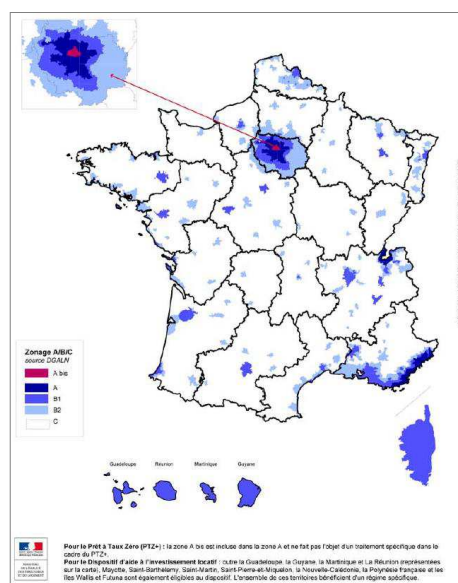 Zonage A/B/C
source DGALN
A bis
A
B1
B2
C
Guadeloupe
Réunion
Martinique
Guyane
Pour le Prêt à Taux Zéro (PTZ+) : la zone A bis est incluse dans la zone A et ne fait pas l'objet d'un traitement spécifique dans le
cadre du PTZ+.
Pour le Dispositif d'aide à l'investissement locatif : outre la Guadeloupe, la Guyane, la Martinique et La Réunion (représentées
sur la carte), Mayotte, Saint-Barthélemy, Saint-Martin, Saint-Pierre-et-Miquelon, la Nouvelle-Calédonie, la Polynésie française et les
îles Wallis et Futuna sont également éligibles au dispositif. L'ensemble de ces territoires bénéficient d'un régime spécifique.